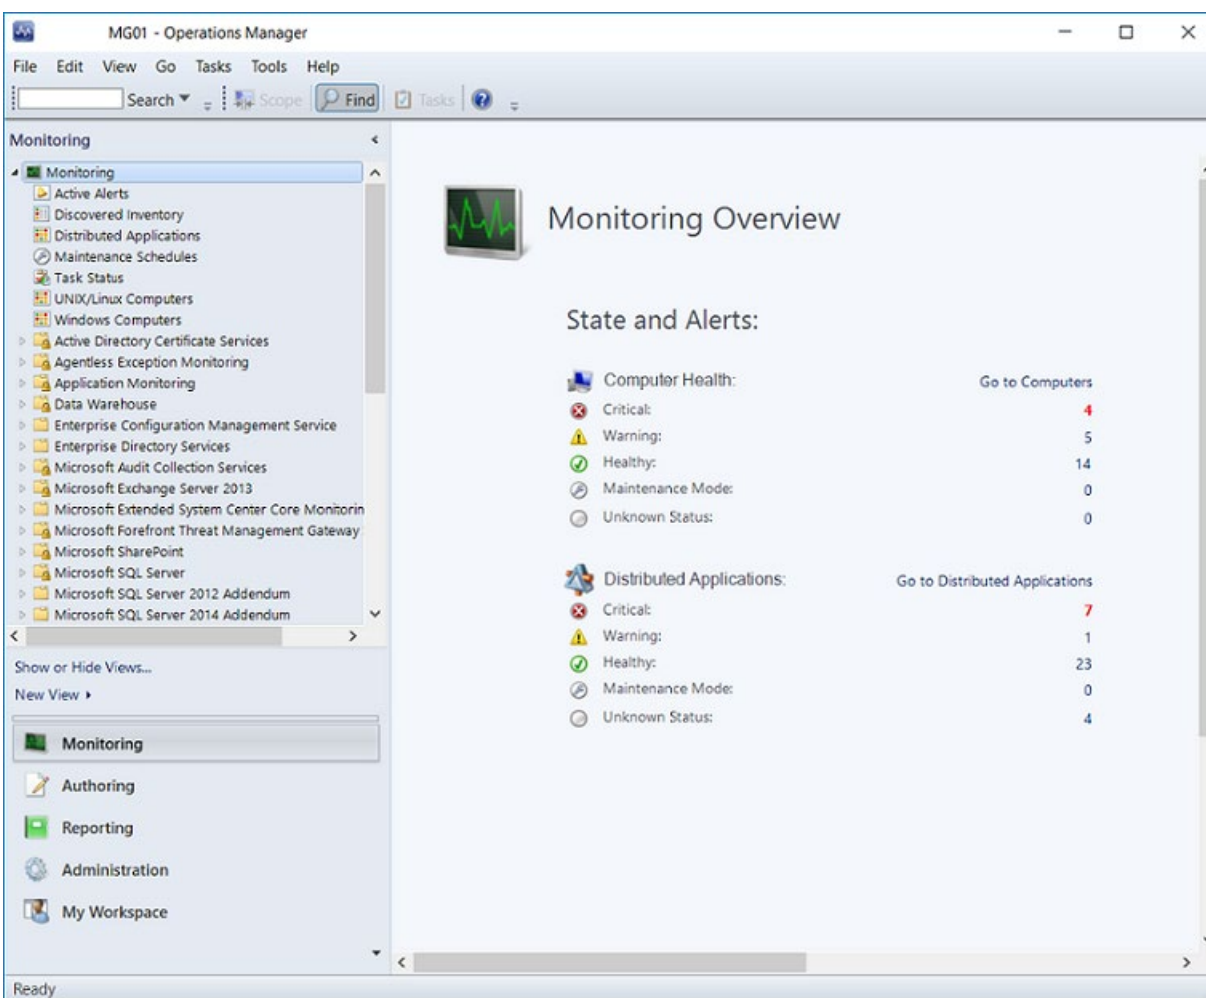 MG01 - Operations Manager
File Edit View Go Tasks Tools Help
Search Scope Find Tasks
Monitoring
Monitoring
Active Alerts
Discovered Inventory
Distributed Applications
Maintenance Schedules
Task Status
UNIX/Linux Computers
Windows Computers
Active Directory Certificate Services
Agentless Exception Monitoring
Application Monitoring
Data Warehouse
Enterprise Configuration Management Service
Enterprise Directory Services
Microsoft Audit Collection Services
Microsoft Exchange Server 2013
Microsoft Extended System Center Core Monitorin
Microsoft Forefront Threat Management Gateway
Microsoft SharePoint
Microsoft SQL Server
Microsoft SQL Server 2012 Addendum
Microsoft SQL Server 2014 Addendum
Show or Hide Views...
New View
Monitoring
Authoring
Reporting
Administration
My Workspace
Monitoring Overview
State and Alerts:
Computer Health: Go to Computers
Critical: 4
Warning: 5
Healthy: 14
Maintenance Mode: 0
Unknown Status: 0
Distributed Applications: Go to Distributed Applications
Critical: 7
Warning: 1
Healthy: 23
Maintenance Mode: 0
Unknown Status: 4
Ready